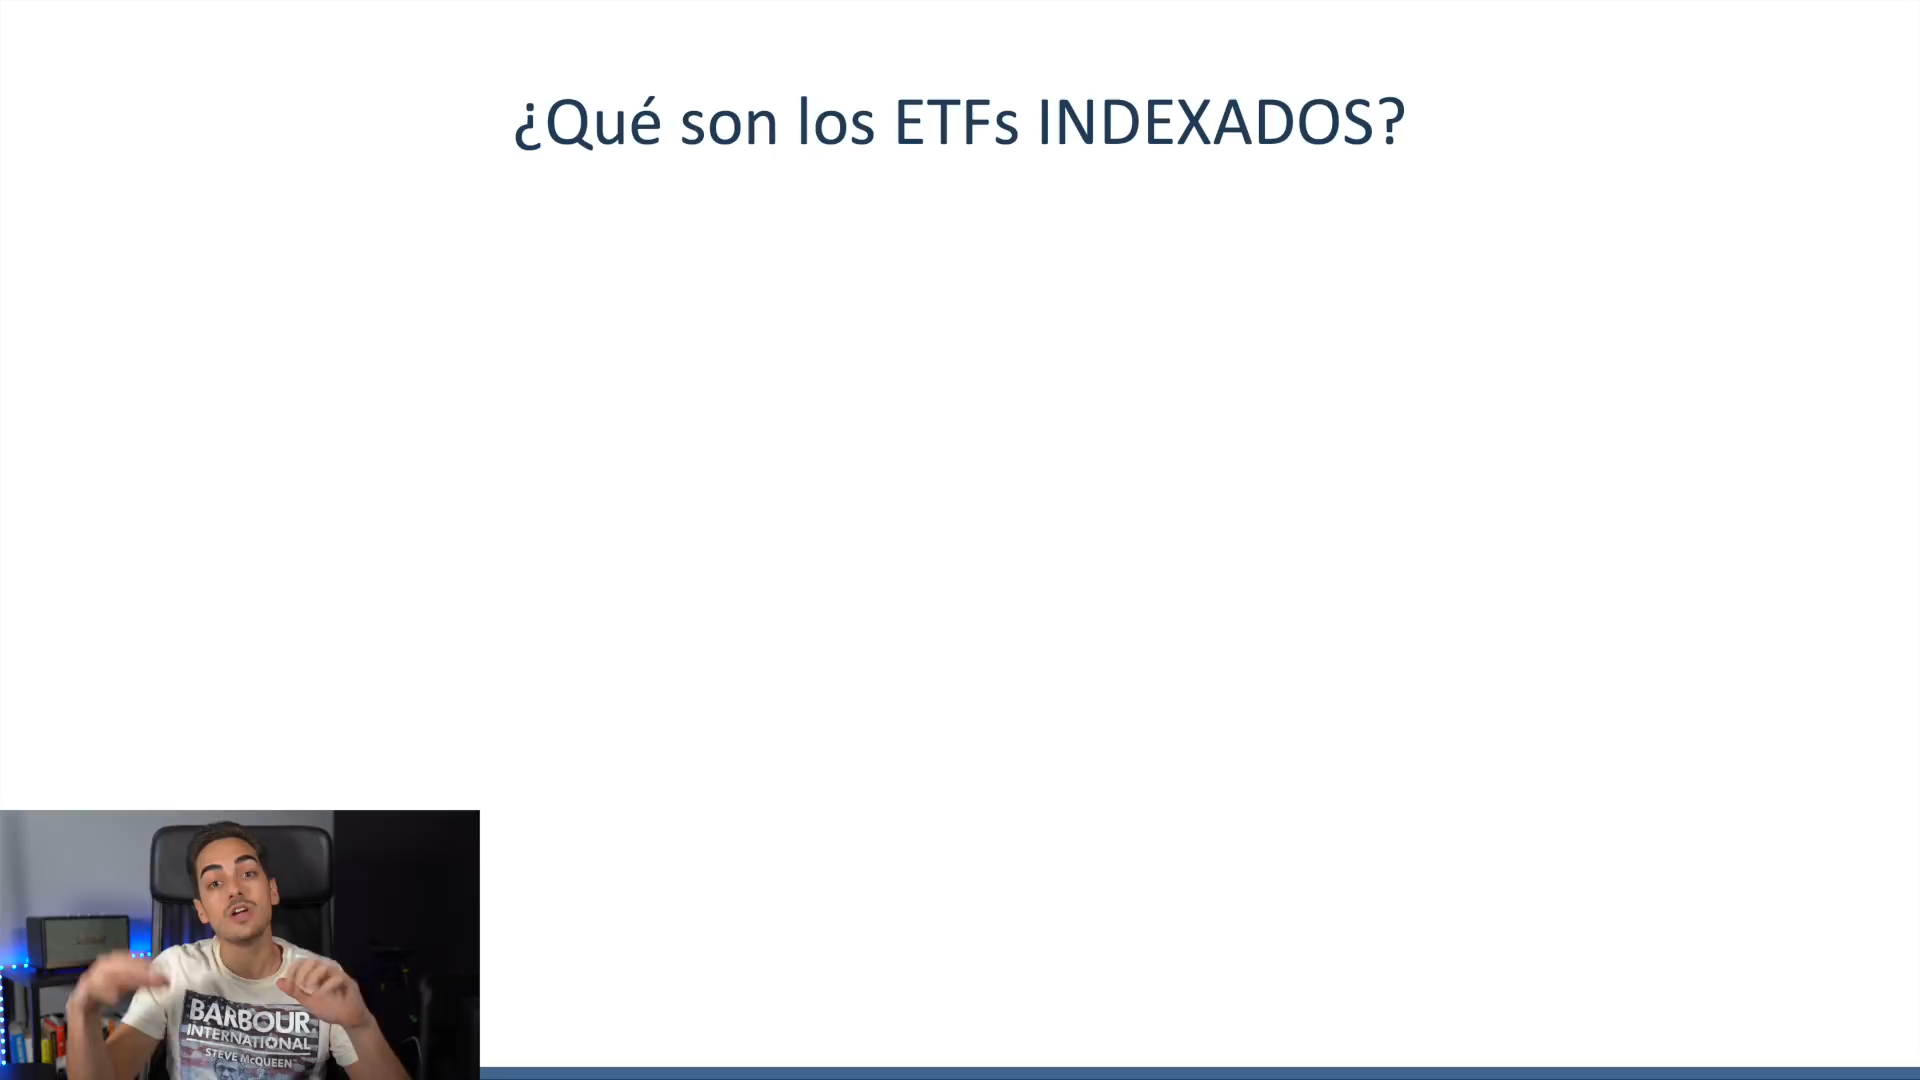 ¿Qué son los ETFs INDEXADOS?
BARBOUR
INTERNATIONAL
STEVE McQUEEN